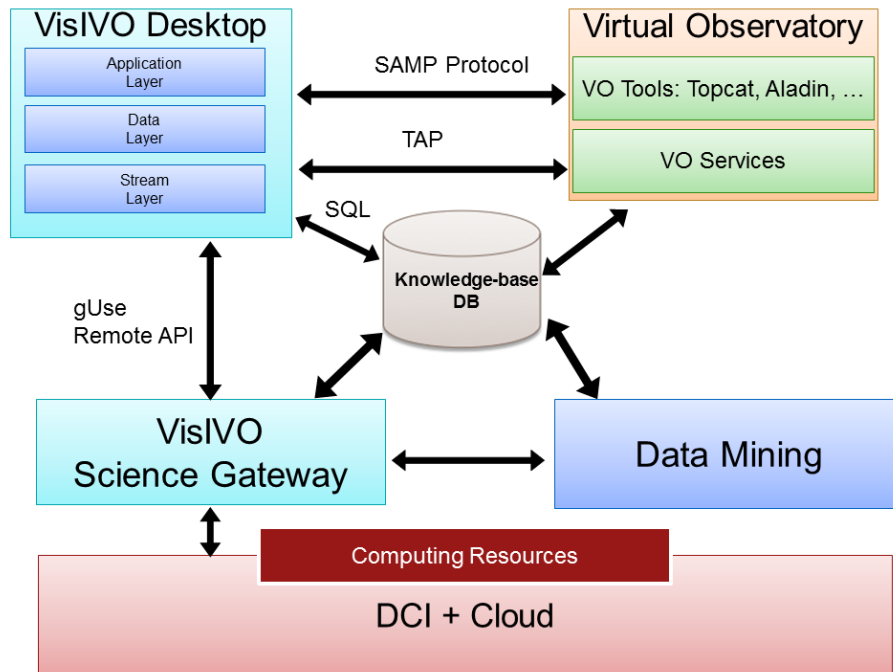 VisIVO Desktop
Application
Layer
Data
Layer
Stream
Layer
SAMP Protocol
TAP
SQL
Virtual Observatory
VO Tools: Topcat, Aladin, …
VO Services
Knowledge-base
DB
gUse
Remote API
VisIVO
Science Gateway
Data Mining
Computing Resources
DCI + Cloud